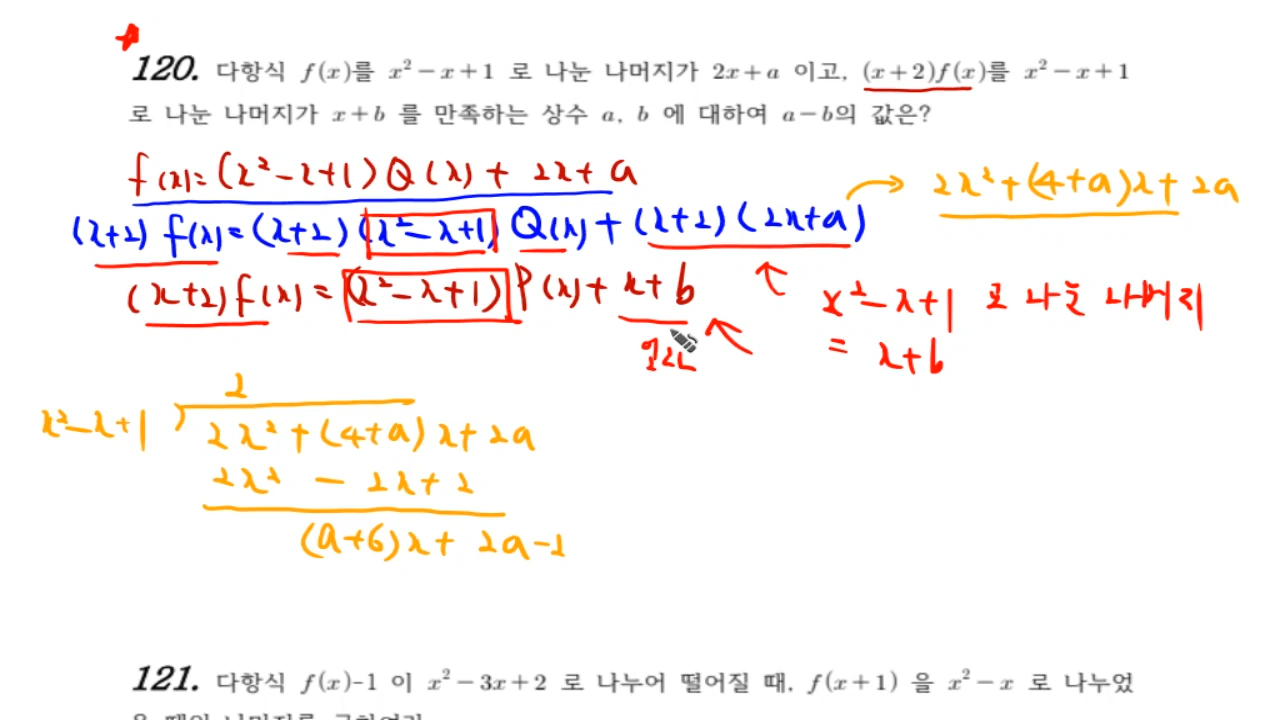 120. 다항식 f(x)를 x²-x+1 로 나눈 나머지가 2x+a 이고, (x+2)f(x)를 x²-x+1
로 나눈 나머지가 x+b 를 만족하는 상수 a, b 에 대하여 a-b의 값은?
f(x)=(x²-x+1)Q(x)+2x+a
(x+2)f(x)=(x+2)(x²-x+1)Q(x)+(x+2)(2x+a)
2x²+(4+a)x+2a
(x+2)f(x)=(x²-x+1)P(x)+x+b
x²-x+1 로 나눈 나머지
= x+b
2
x²-x+1 ) 2x²+(4+a)x+2a
2x² - 2x+2
(a+6)x+ 2a-2
121. 다항식 f(x)-1 이 x²-3x+2 로 나누어 떨어질 때, f(x+1) 을 x²-x 로 나누었